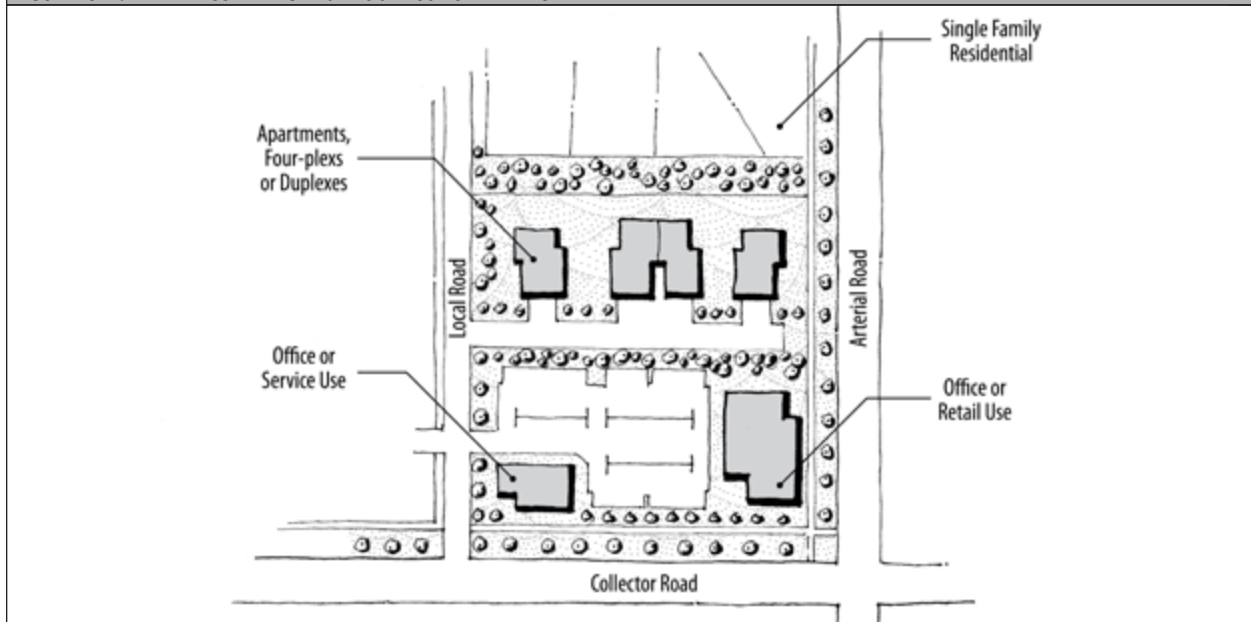 Single Family
Residential
Apartments,
Four-plexs
or Duplexes
Local Road
Arterial Road
Office or
Service Use
Office or
Retail Use
Collector Road